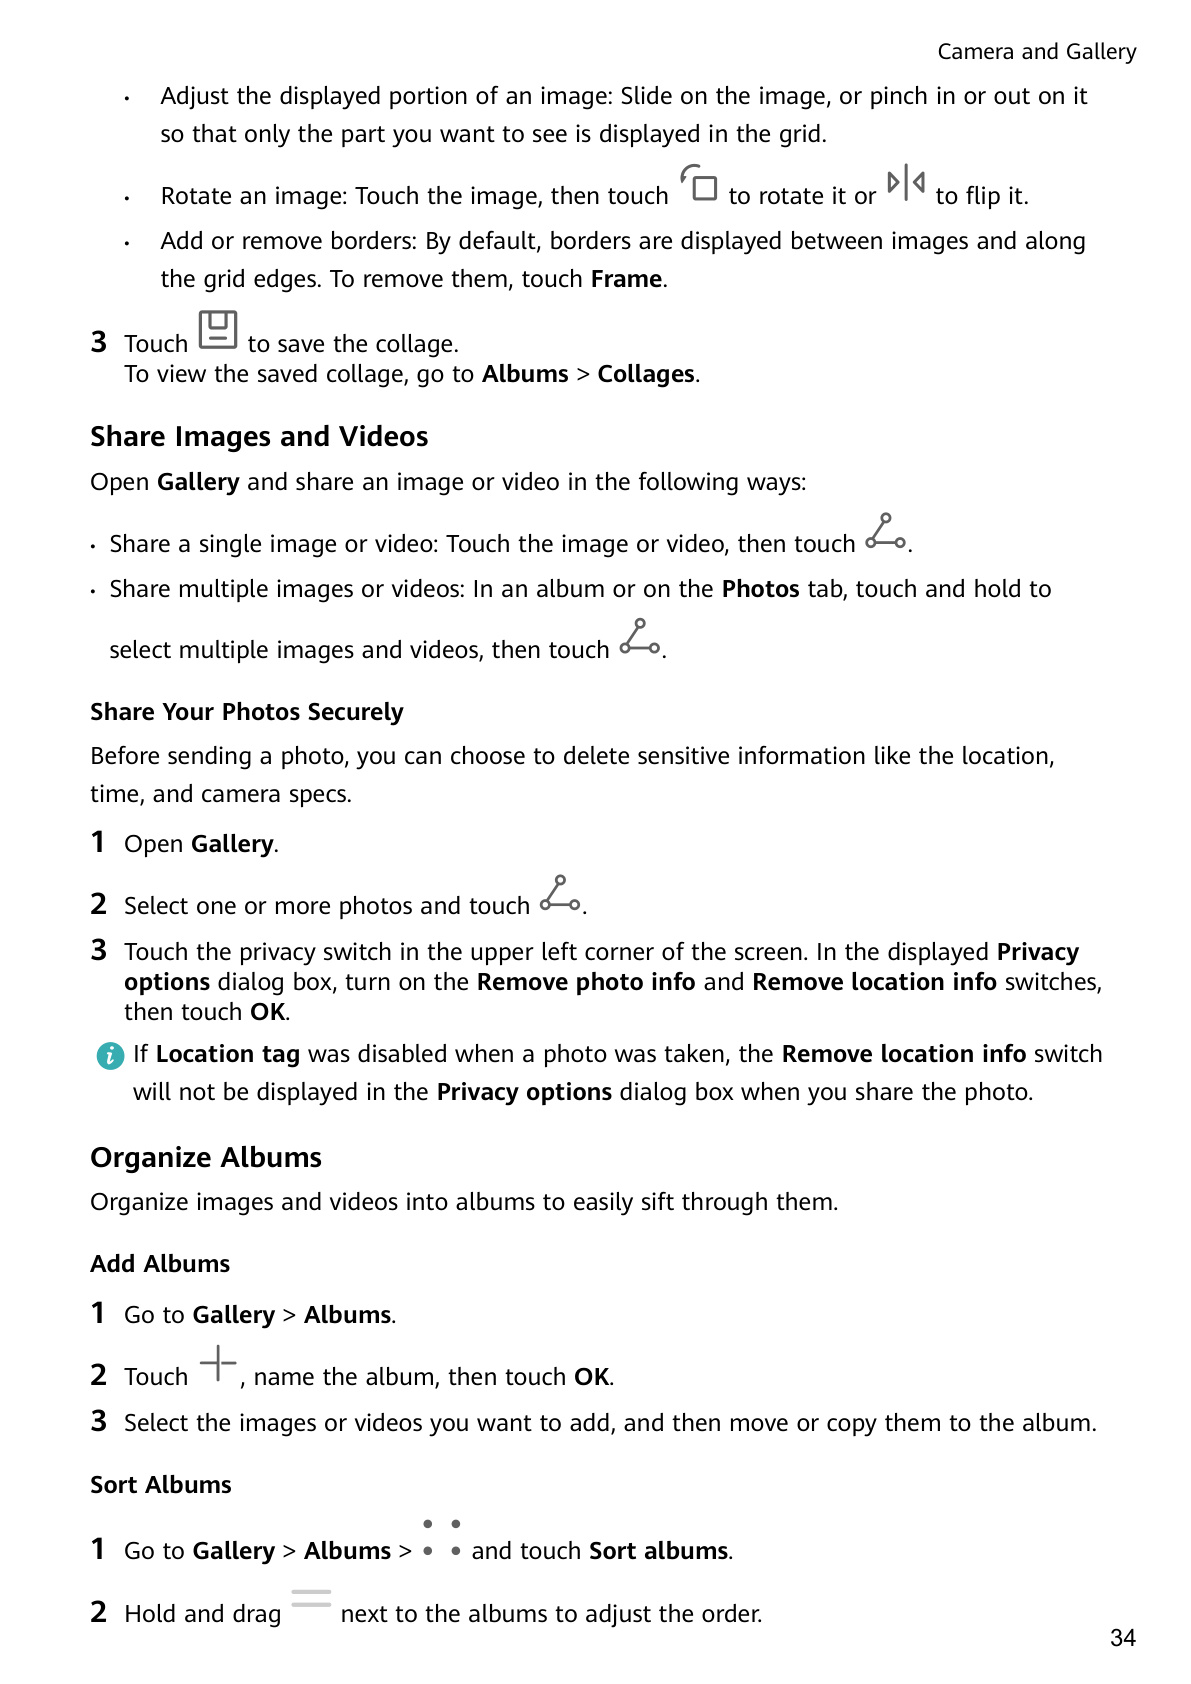 Camera and Gallery
• Adjust the displayed portion of an image: Slide on the image, or pinch in or out on it
so that only the part you want to see is displayed in the grid.
• Rotate an image: Touch the image, then touch to rotate it or to flip it.
• Add or remove borders: By default, borders are displayed between images and along
the grid edges. To remove them, touch Frame.
3 Touch to save the collage.
To view the saved collage, go to Albums > Collages.
Share Images and Videos
Open Gallery and share an image or video in the following ways:
• Share a single image or video: Touch the image or video, then touch .
• Share multiple images or videos: In an album or on the Photos tab, touch and hold to
select multiple images and videos, then touch .
Share Your Photos Securely
Before sending a photo, you can choose to delete sensitive information like the location,
time, and camera specs.
1 Open Gallery.
2 Select one or more photos and touch .
3 Touch the privacy switch in the upper left corner of the screen. In the displayed Privacy
options dialog box, turn on the Remove photo info and Remove location info switches,
then touch OK.
i If Location tag was disabled when a photo was taken, the Remove location info switch
will not be displayed in the Privacy options dialog box when you share the photo.
Organize Albums
Organize images and videos into albums to easily sift through them.
Add Albums
1 Go to Gallery > Albums.
2 Touch , name the album, then touch OK.
3 Select the images or videos you want to add, and then move or copy them to the album.
Sort Albums
1 Go to Gallery > Albums > and touch Sort albums.
2 Hold and drag next to the albums to adjust the order.
34